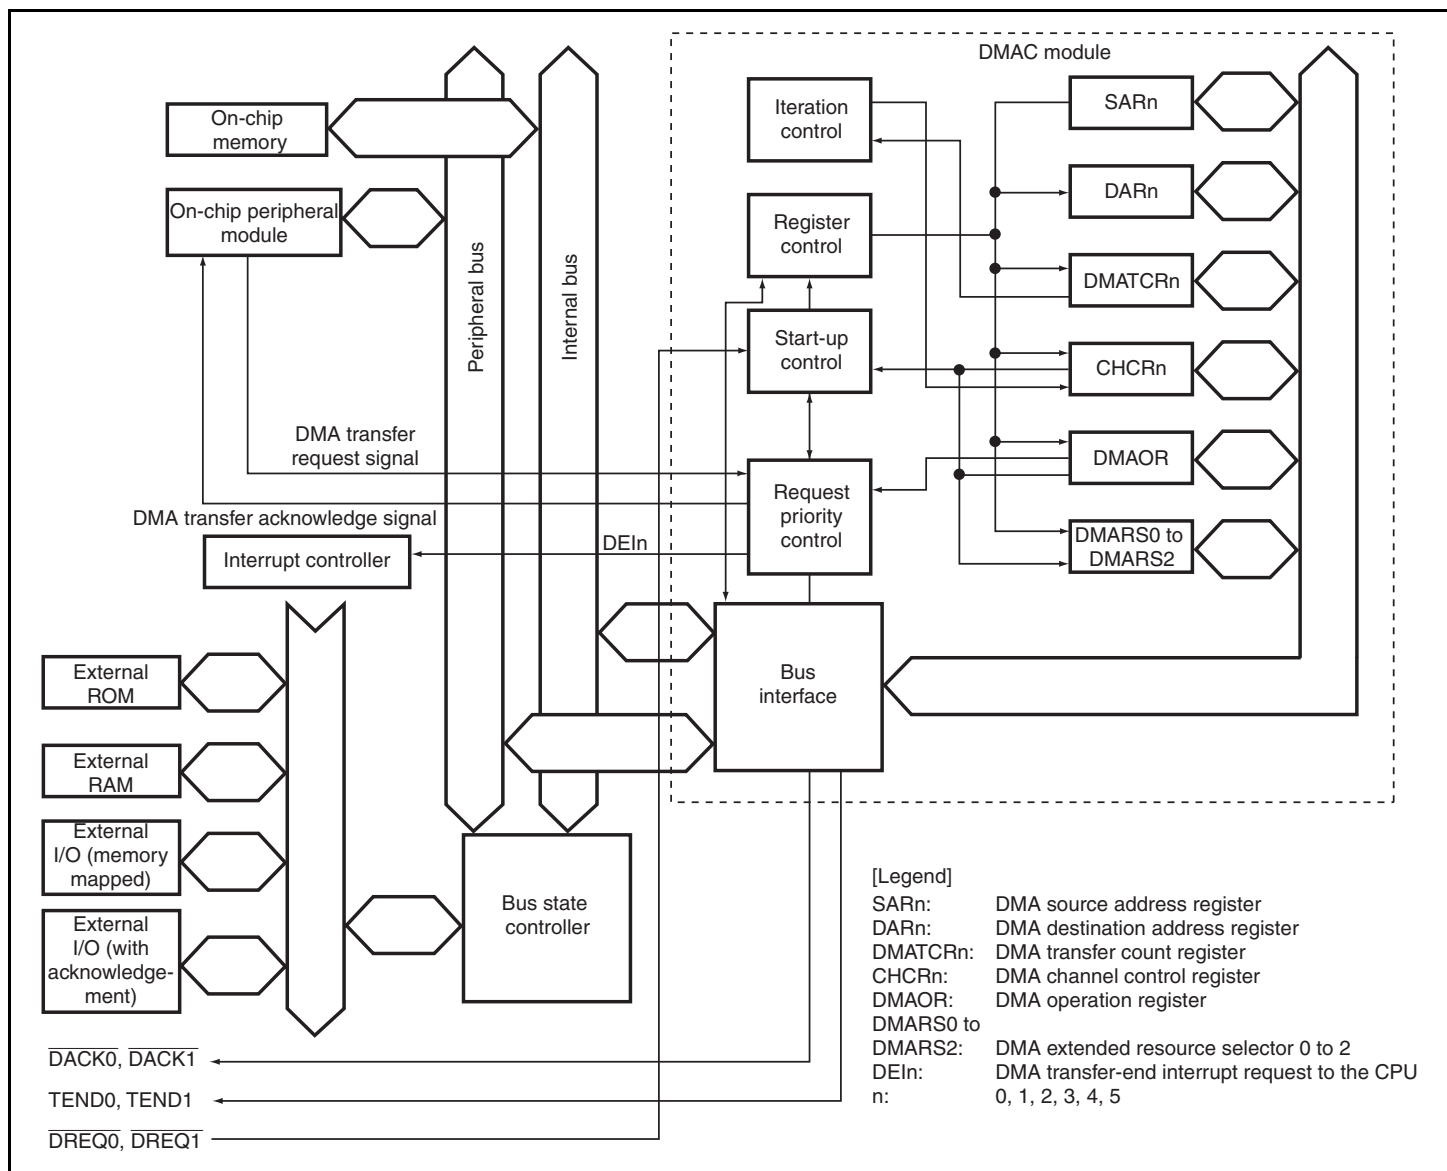 DMAC module
On-chip
memory
On-chip peripheral
module
Peripheral bus
Internal bus
Iteration
control
Register
control
Start-up
control
Request
priority
control
SARn
DARn
DMATCRn
CHCRn
DMAOR
DMARS0 to
DMARS2
DMA transfer
request signal
DMA transfer acknowledge signal
DEIn
Interrupt controller
External
ROM
External
RAM
External
I/O (memory
mapped)
External
I/O (with
acknowledge-
ment)
Bus
interface
Bus state
controller
DACK0, DACK1
TEND0, TEND1
DREQ0, DREQ1
[Legend]
SARn: DMA source address register
DARn: DMA destination address register
DMATCRn: DMA transfer count register
CHCRn: DMA channel control register
DMAOR: DMA operation register
DMARS0 to
DMARS2: DMA extended resource selector 0 to 2
DEIn: DMA transfer-end interrupt request to the CPU
n: 0, 1, 2, 3, 4, 5